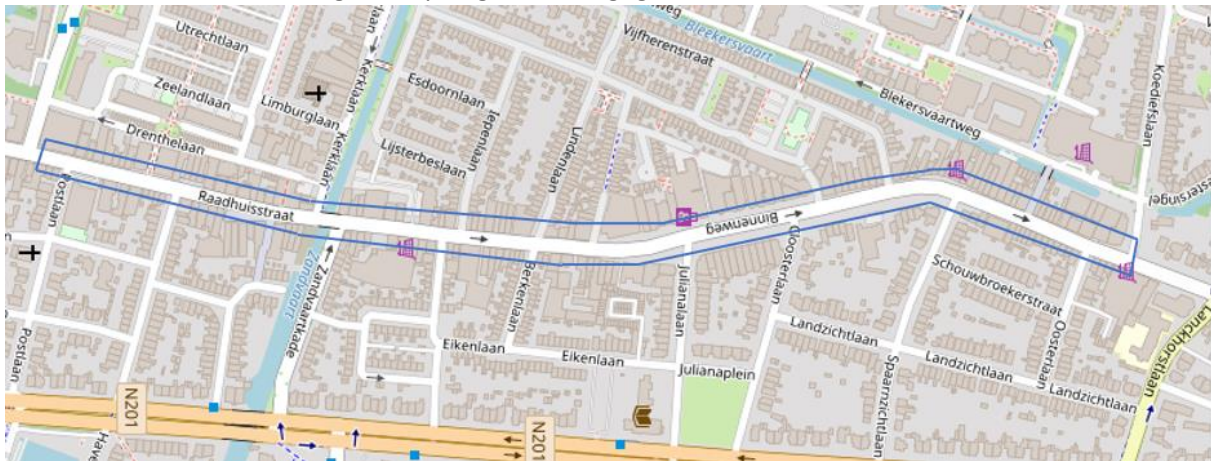 Utrechtlaan
Zeelandlaan
Limburglaan
Drenthelaan
Kerklaan
Kerklaan
Esdoornlaan
Iepenlaan
Lijsterbeslaan
Lindenlaan
Vijfherenstraat
Bleekersvaart
Blekersvaartweg
Koediefslaan
Postlaan
Raadhuisstraat
Binnenweg
Zandvaart
Zandvaartkade
Berkenlaan
Julianalaan
Cloosterlaan
Schouwbroekerstraat
Oosterlaan
Lanckhorstlaan
Postlaan
Eikenlaan
Eikenlaan
Julianaplein
Landzichtlaan
Landzichtlaan
Landzichtlaan
Spaarnzichtlaan
N201
N201